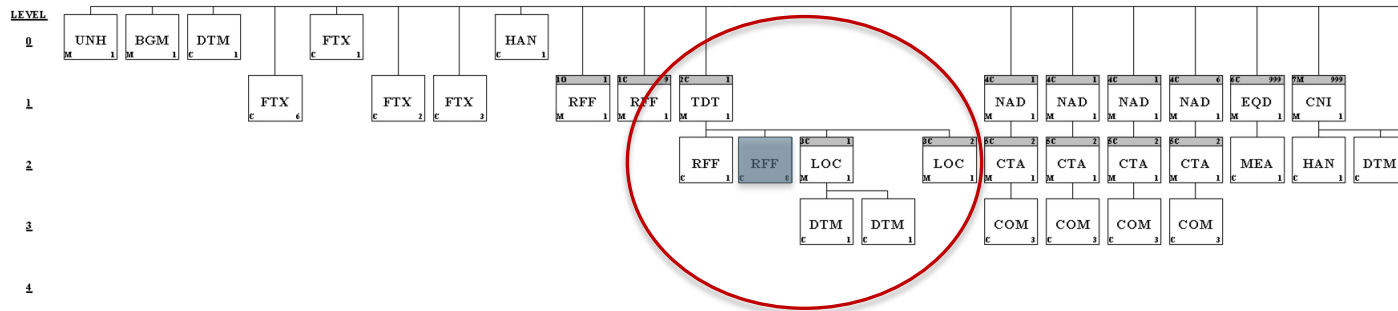 LEVEL
0
UNH
M 1
BGM
M 1
DTM
C 1
FTX
C 1
HAN
C 1
1
FTX
C 6
FTX
C 2
FTX
C 3
1O 1
RFF
M 1
1C 9
RFF
M 1
2C 1
TDT
M 1
4C 1
NAD
M 1
4C 1
NAD
M 1
4C 1
NAD
M 1
4C 6
NAD
M 1
6C 999
EQD
M 1
7M 999
CNI
M 1
2
RFF
C 1
RFF
C 0
3C 1
LOC
M 1
3C 2
LOC
M 1
5C 2
CTA
M 1
5C 2
CTA
M 1
5C 2
CTA
M 1
5C 2
CTA
M 1
MEA
C 1
HAN
C 1
DTM
C
3
DTM
C 1
DTM
C 1
COM
C 3
COM
C 3
COM
C 3
COM
C 3
4